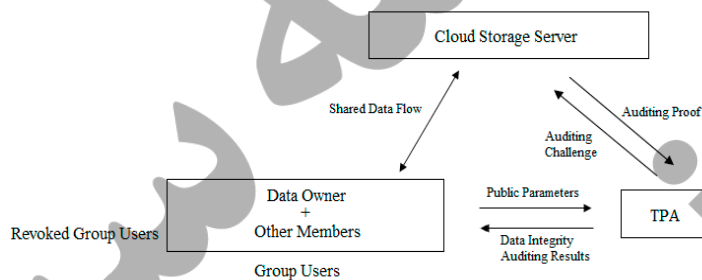 Cloud Storage Server
Shared Data Flow
Auditing Proof
Auditing
Challenge
Public Parameters
Data Owner
+
Other Members
TPA
Revoked Group Users
Data Integrity
Auditing Results
Group Users